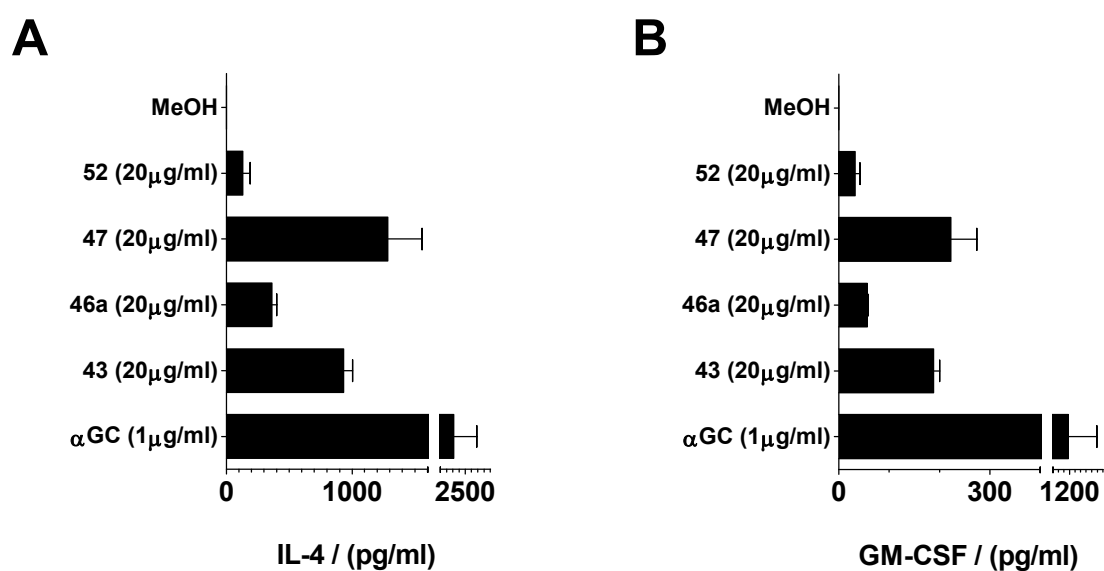 A
MeOH
52 (20μg/ml)
47 (20μg/ml)
46a (20μg/ml)
43 (20μg/ml)
αGC (1μg/ml)
0 1000 2500
IL-4 / (pg/ml)
B
MeOH
52 (20μg/ml)
47 (20μg/ml)
46a (20μg/ml)
43 (20μg/ml)
αGC (1μg/ml)
0 300 1200
GM-CSF / (pg/ml)